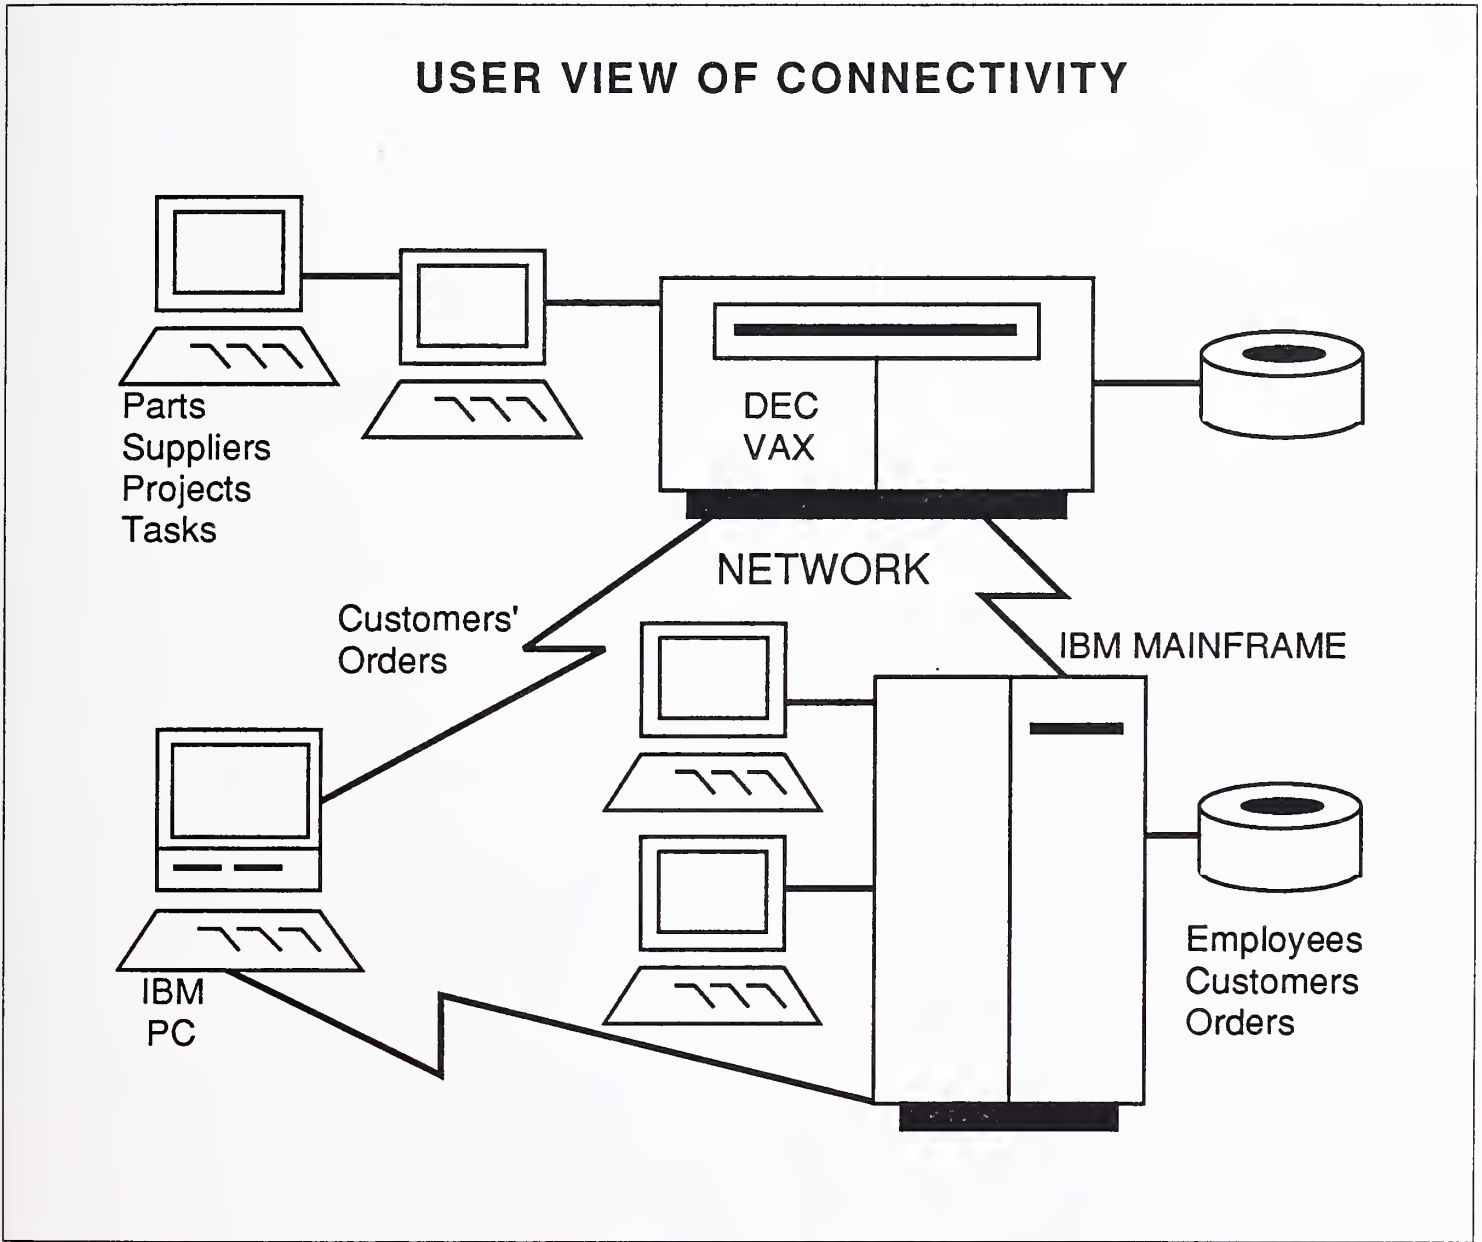 USER VIEW OF CONNECTIVITY
Parts
Suppliers
Projects
Tasks
DEC
VAX
NETWORK
Customers'
Orders
IBM MAINFRAME
IBM
PC
Employees
Customers
Orders